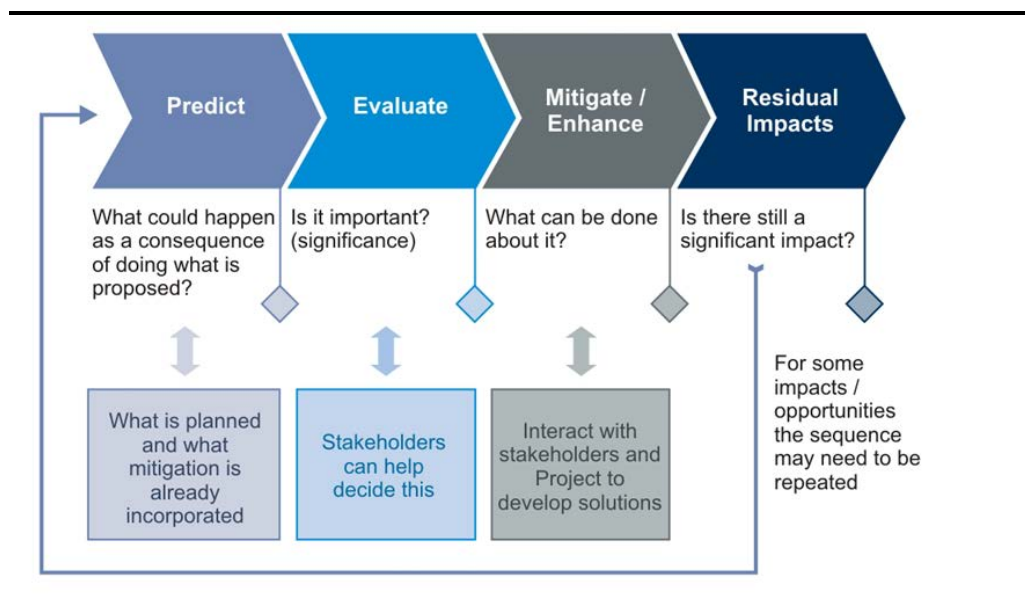 Predict
Evaluate
Mitigate /
Enhance
Residual
Impacts
What could happen
as a consequence
of doing what is
proposed?
Is it important?
(significance)
What can be done
about it?
Is there still a
significant impact?
What is planned
and what
mitigation is
already
incorporated
Stakeholders
can help
decide this
Interact with
stakeholders and
Project to
develop solutions
For some
impacts /
opportunities
the sequence
may need to be
repeated